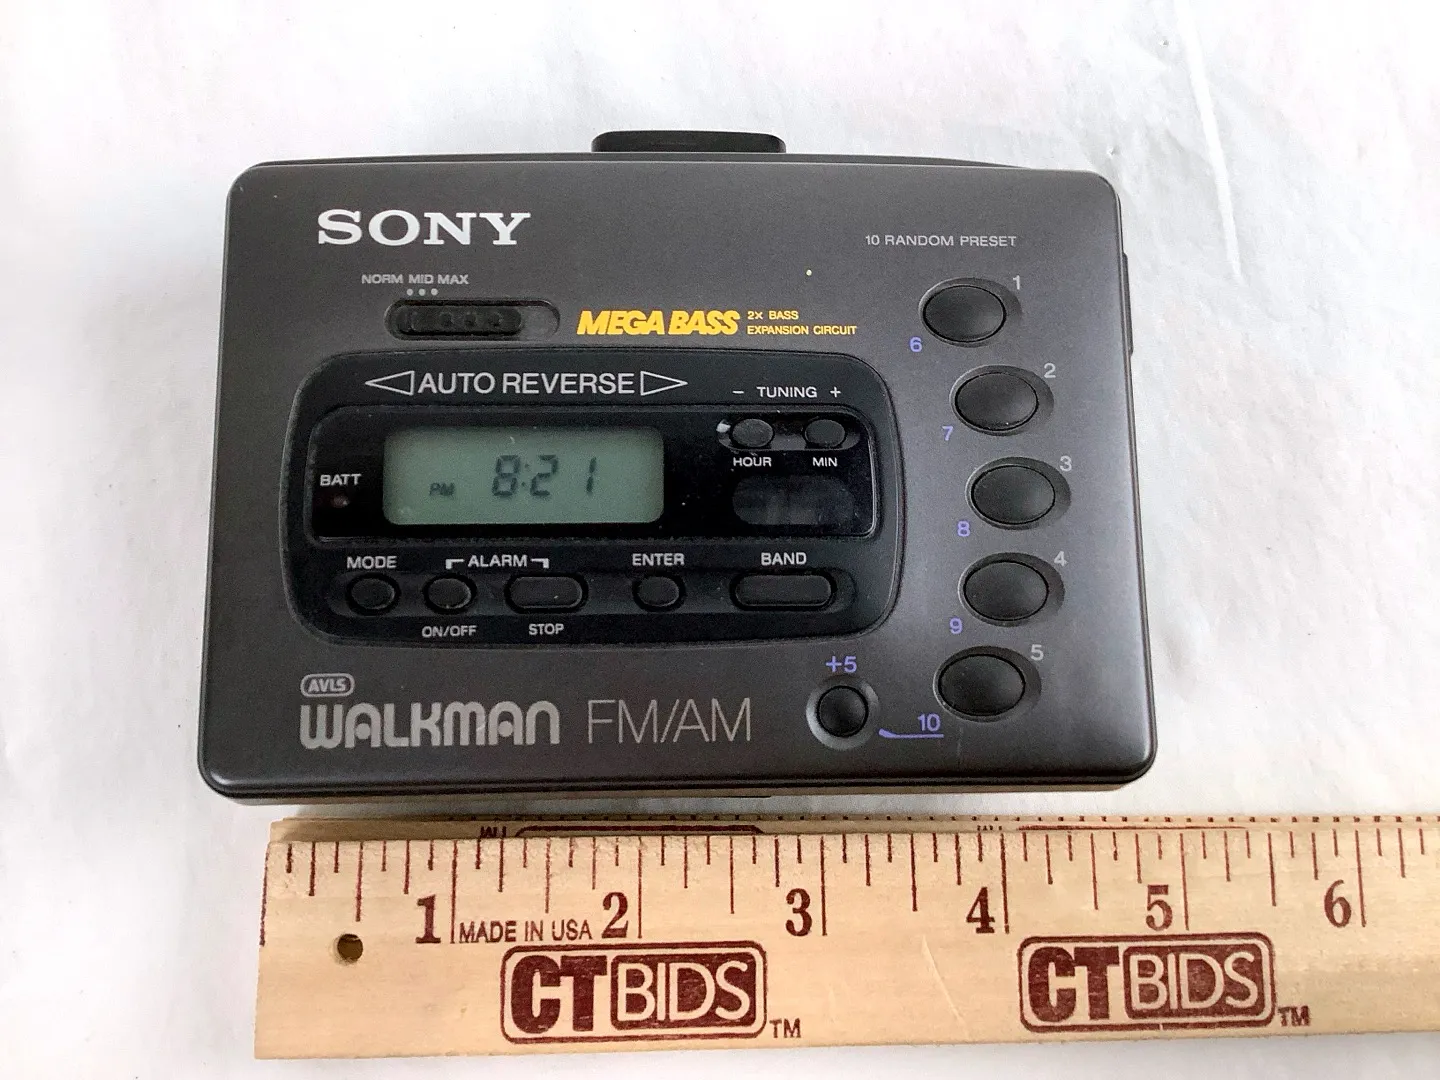 SONY
10 RANDOM PRESET
NORM MID MAX
1
MEGA BASS 2× BASS
EXPANSION CIRCUIT
6
2
AUTO REVERSE
− TUNING +
7
HOUR MIN
3
BATT
PM 8:21
8
MODE ALARM ENTER BAND
4
ON/OFF STOP
9
5
+5
AVLS
WALKMAN FM/AM
10
1 2 3 4 5 6
MADE IN USA
CTBIDS™ CTBIDS™